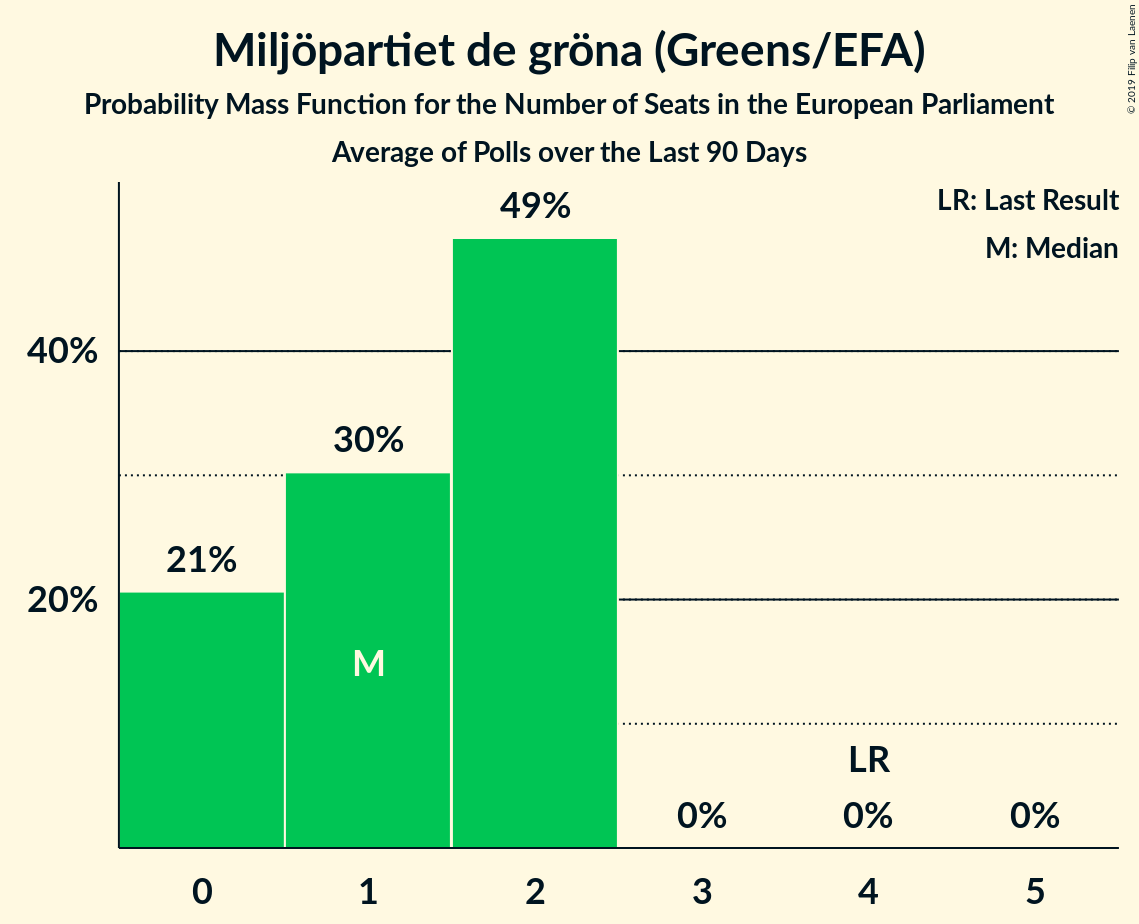 Miljöpartiet de gröna (Greens/EFA)
Probability Mass Function for the Number of Seats in the European Parliament
Average of Polls over the Last 90 Days
© 2019 Filip van Laenen
LR: Last Result
M: Median
49%
40%
30%
21%
20%
M
LR
0% 0% 0%
0 1 2 3 4 5